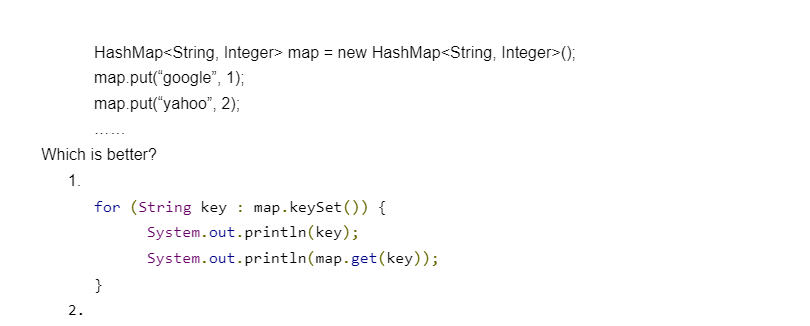 HashMap<String, Integer> map = new HashMap<String, Integer>();
map.put(“google”, 1);
map.put(“yahoo”, 2);
……
Which is better?
1.
for (String key : map.keySet()) {
System.out.println(key);
System.out.println(map.get(key));
}
2.